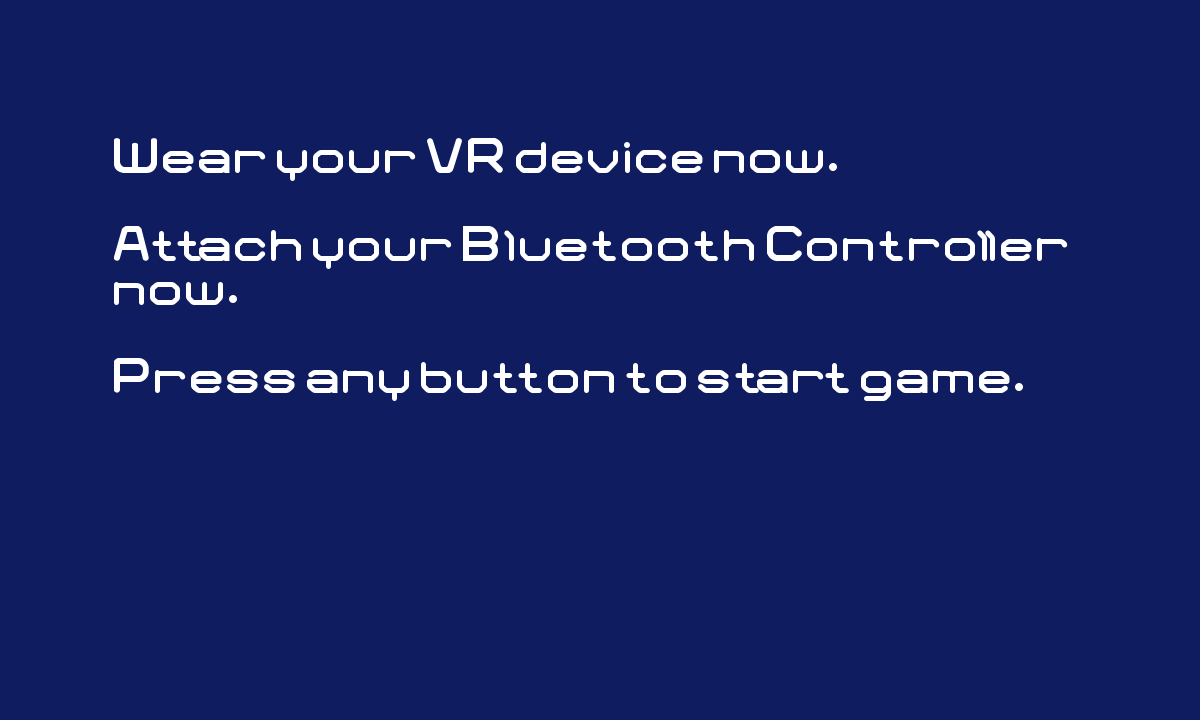 Wear your VR device now.
Attach your Bluetooth Controller
now.
Press any button to start game.